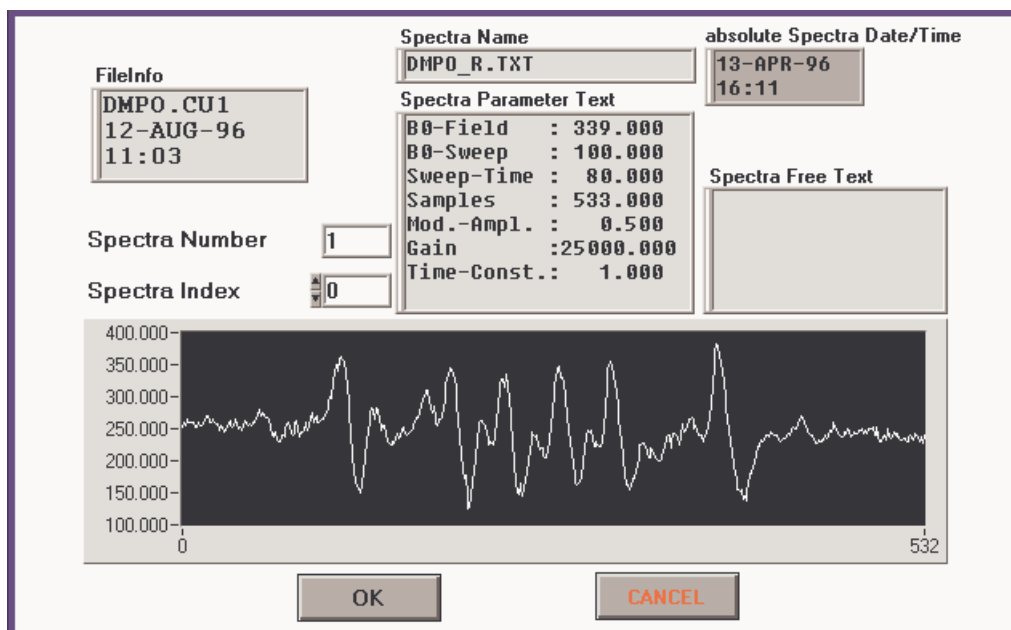 FileInfo
DMPO.CU1
12-AUG-96
11:03
Spectra Name
DMPO_R.TXT
absolute Spectra Date/Time
13-APR-96
16:11
Spectra Parameter Text
B0-Field : 339.000
B0-Sweep : 100.000
Sweep-Time : 80.000
Samples : 533.000
Mod.-Ampl. : 0.500
Gain :25000.000
Time-Const.: 1.000
Spectra Free Text
Spectra Number 1
Spectra Index 0
400.000
350.000
300.000
250.000
200.000
150.000
100.000
0 532
OK CANCEL